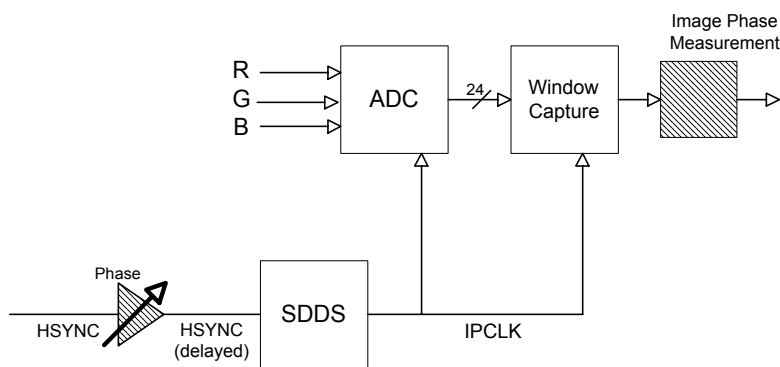 Image Phase
Measurement
R
G
B
ADC
24
Window
Capture
Phase
HSYNC
HSYNC
(delayed)
SDDS
IPCLK